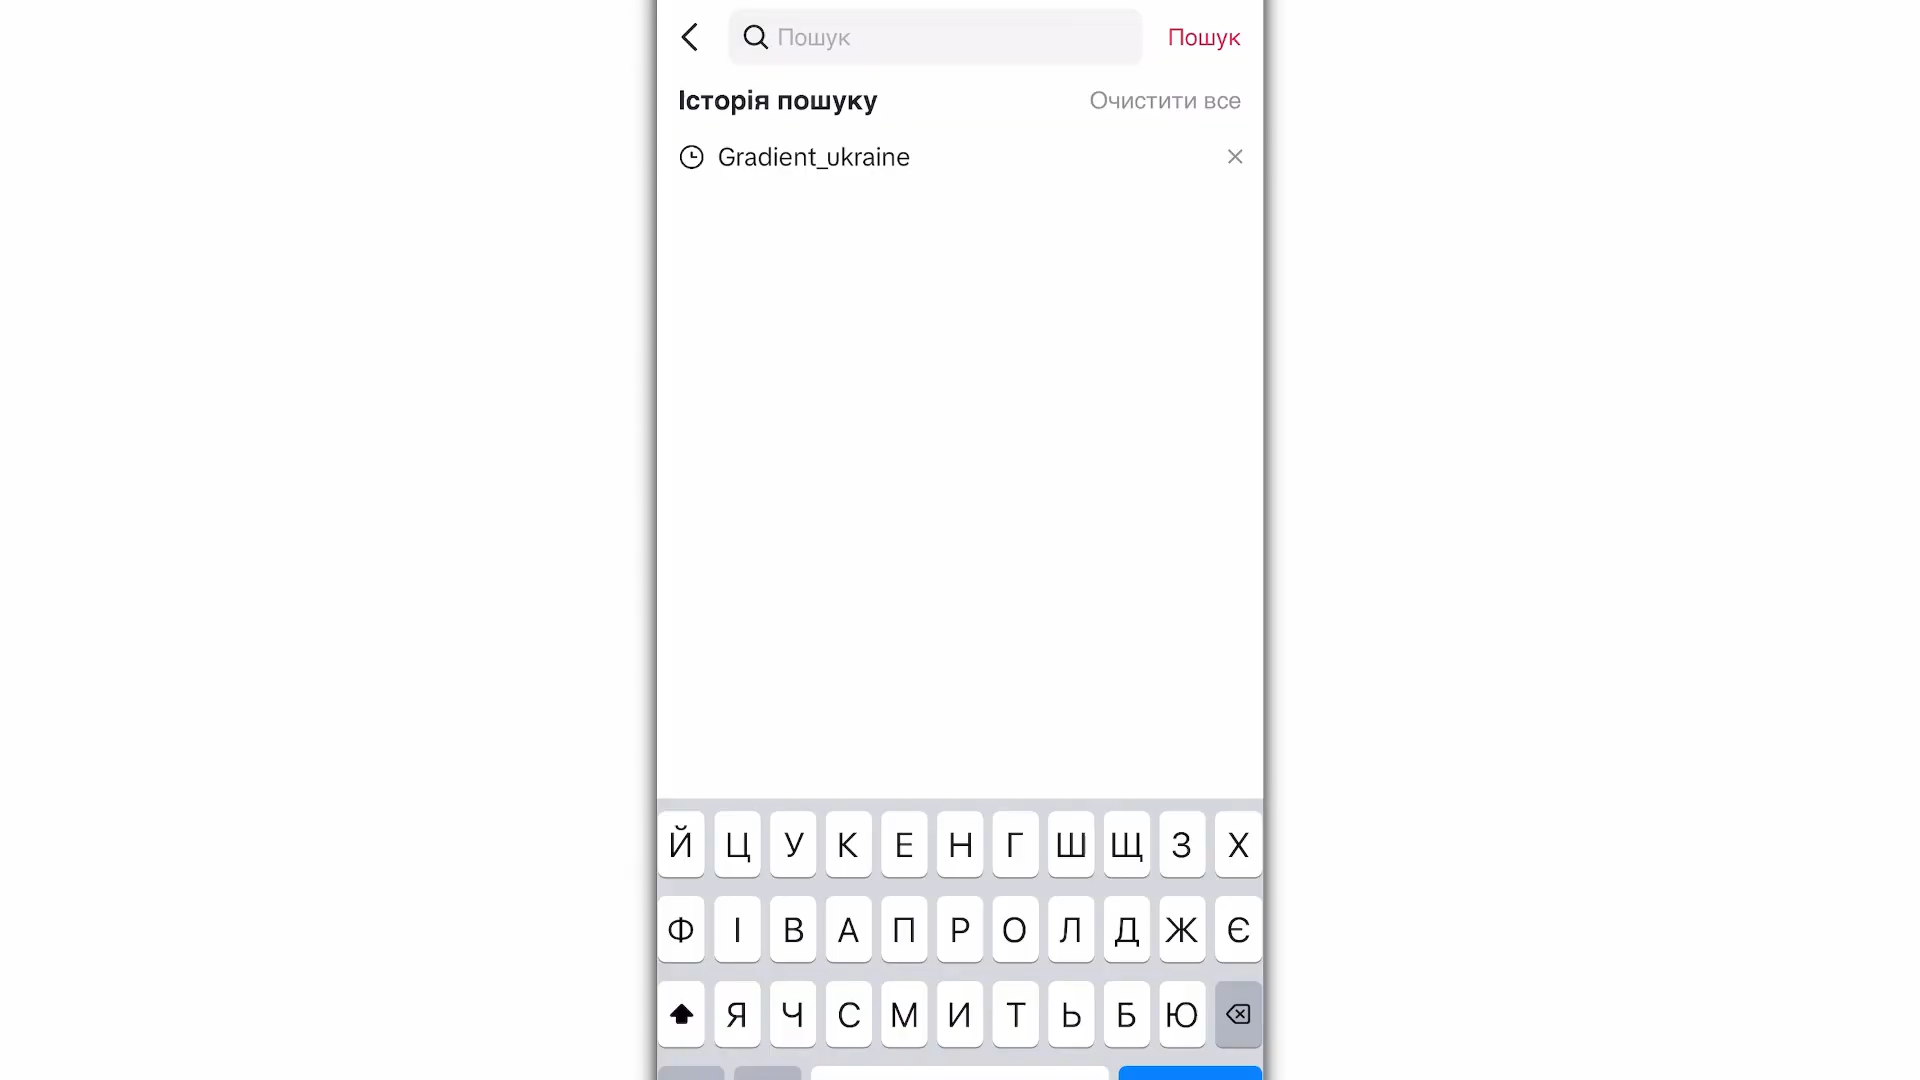 Пошук Пошук
Історія пошуку Очистити все
Gradient_ukraine
Й Ц У К Е Н Г Ш Щ З Х
Ф І В А П Р О Л Д Ж Є
Я Ч С М И Т Ь Б Ю